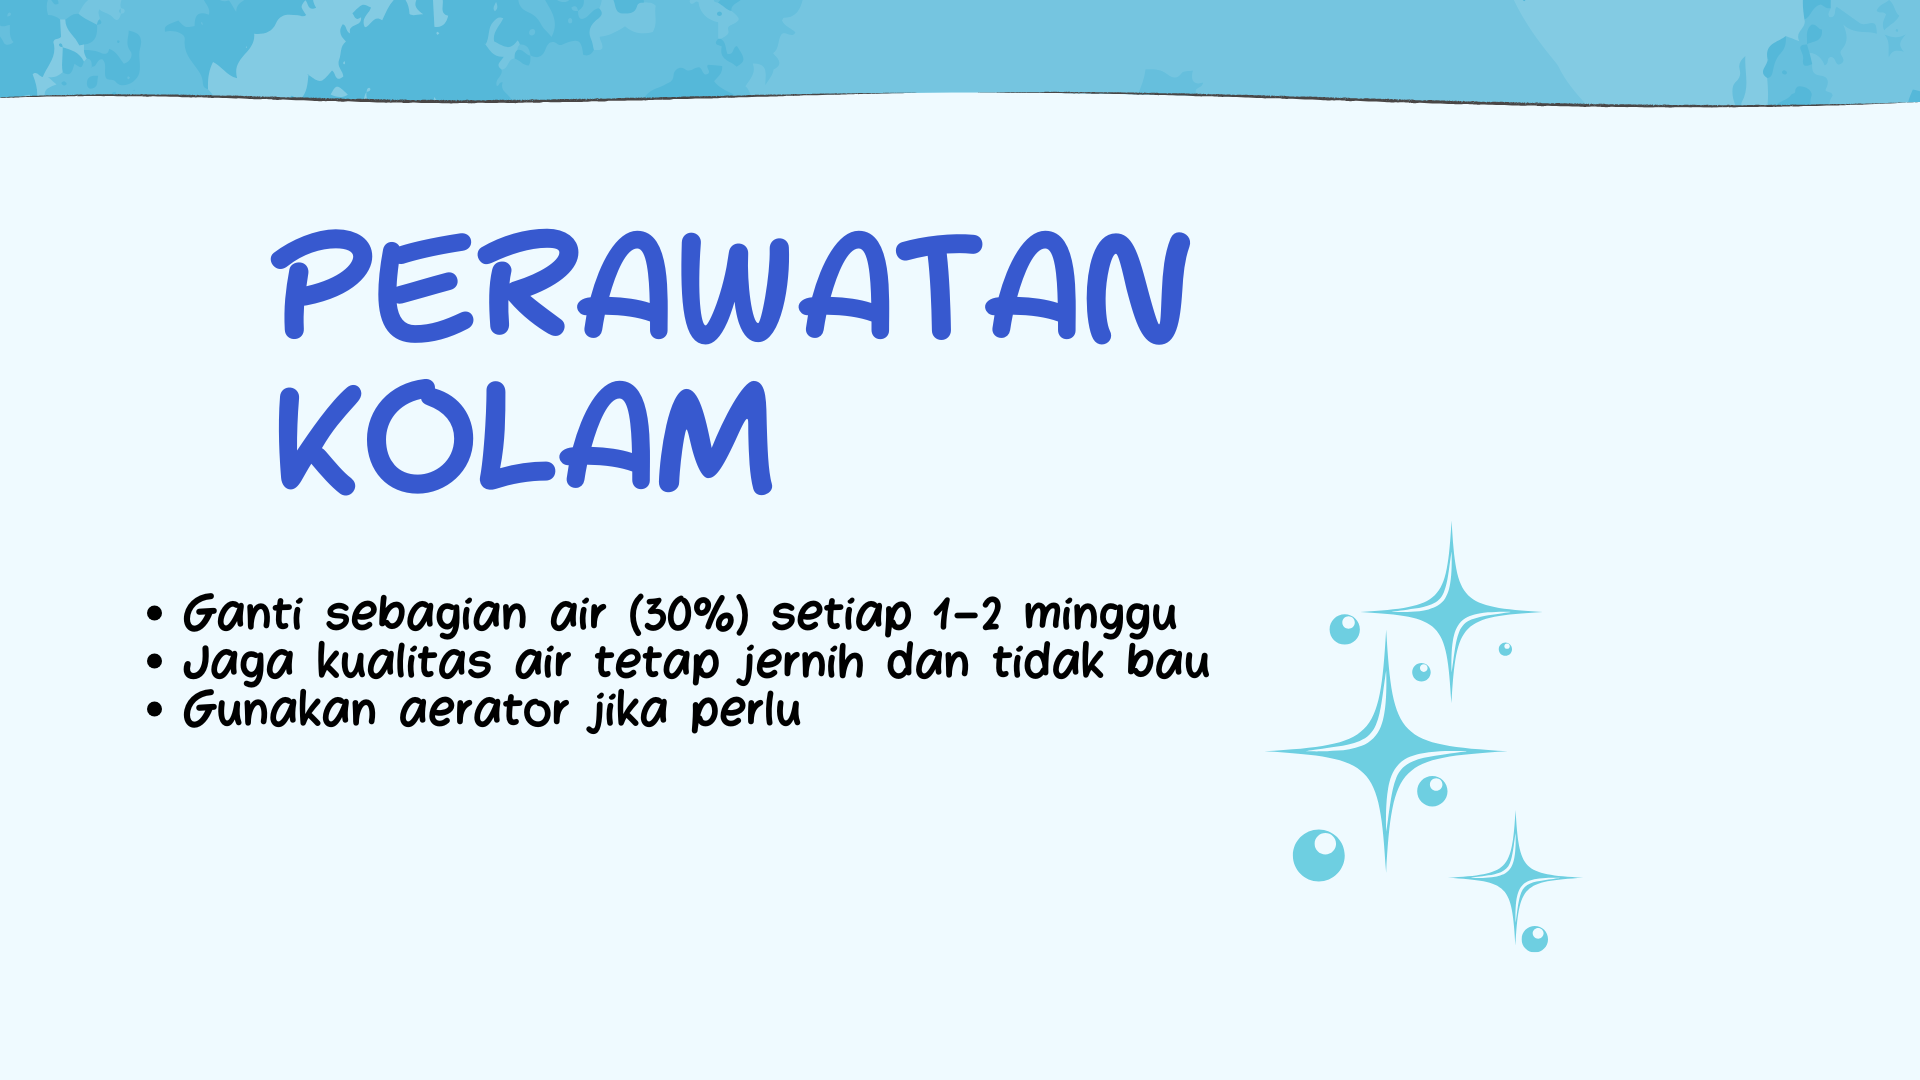 PERAWATAN
KOLAM
• Ganti sebagian air (30%) setiap 1-2 minggu
• Jaga kualitas air tetap jernih dan tidak bau
• Gunakan aerator jika perlu